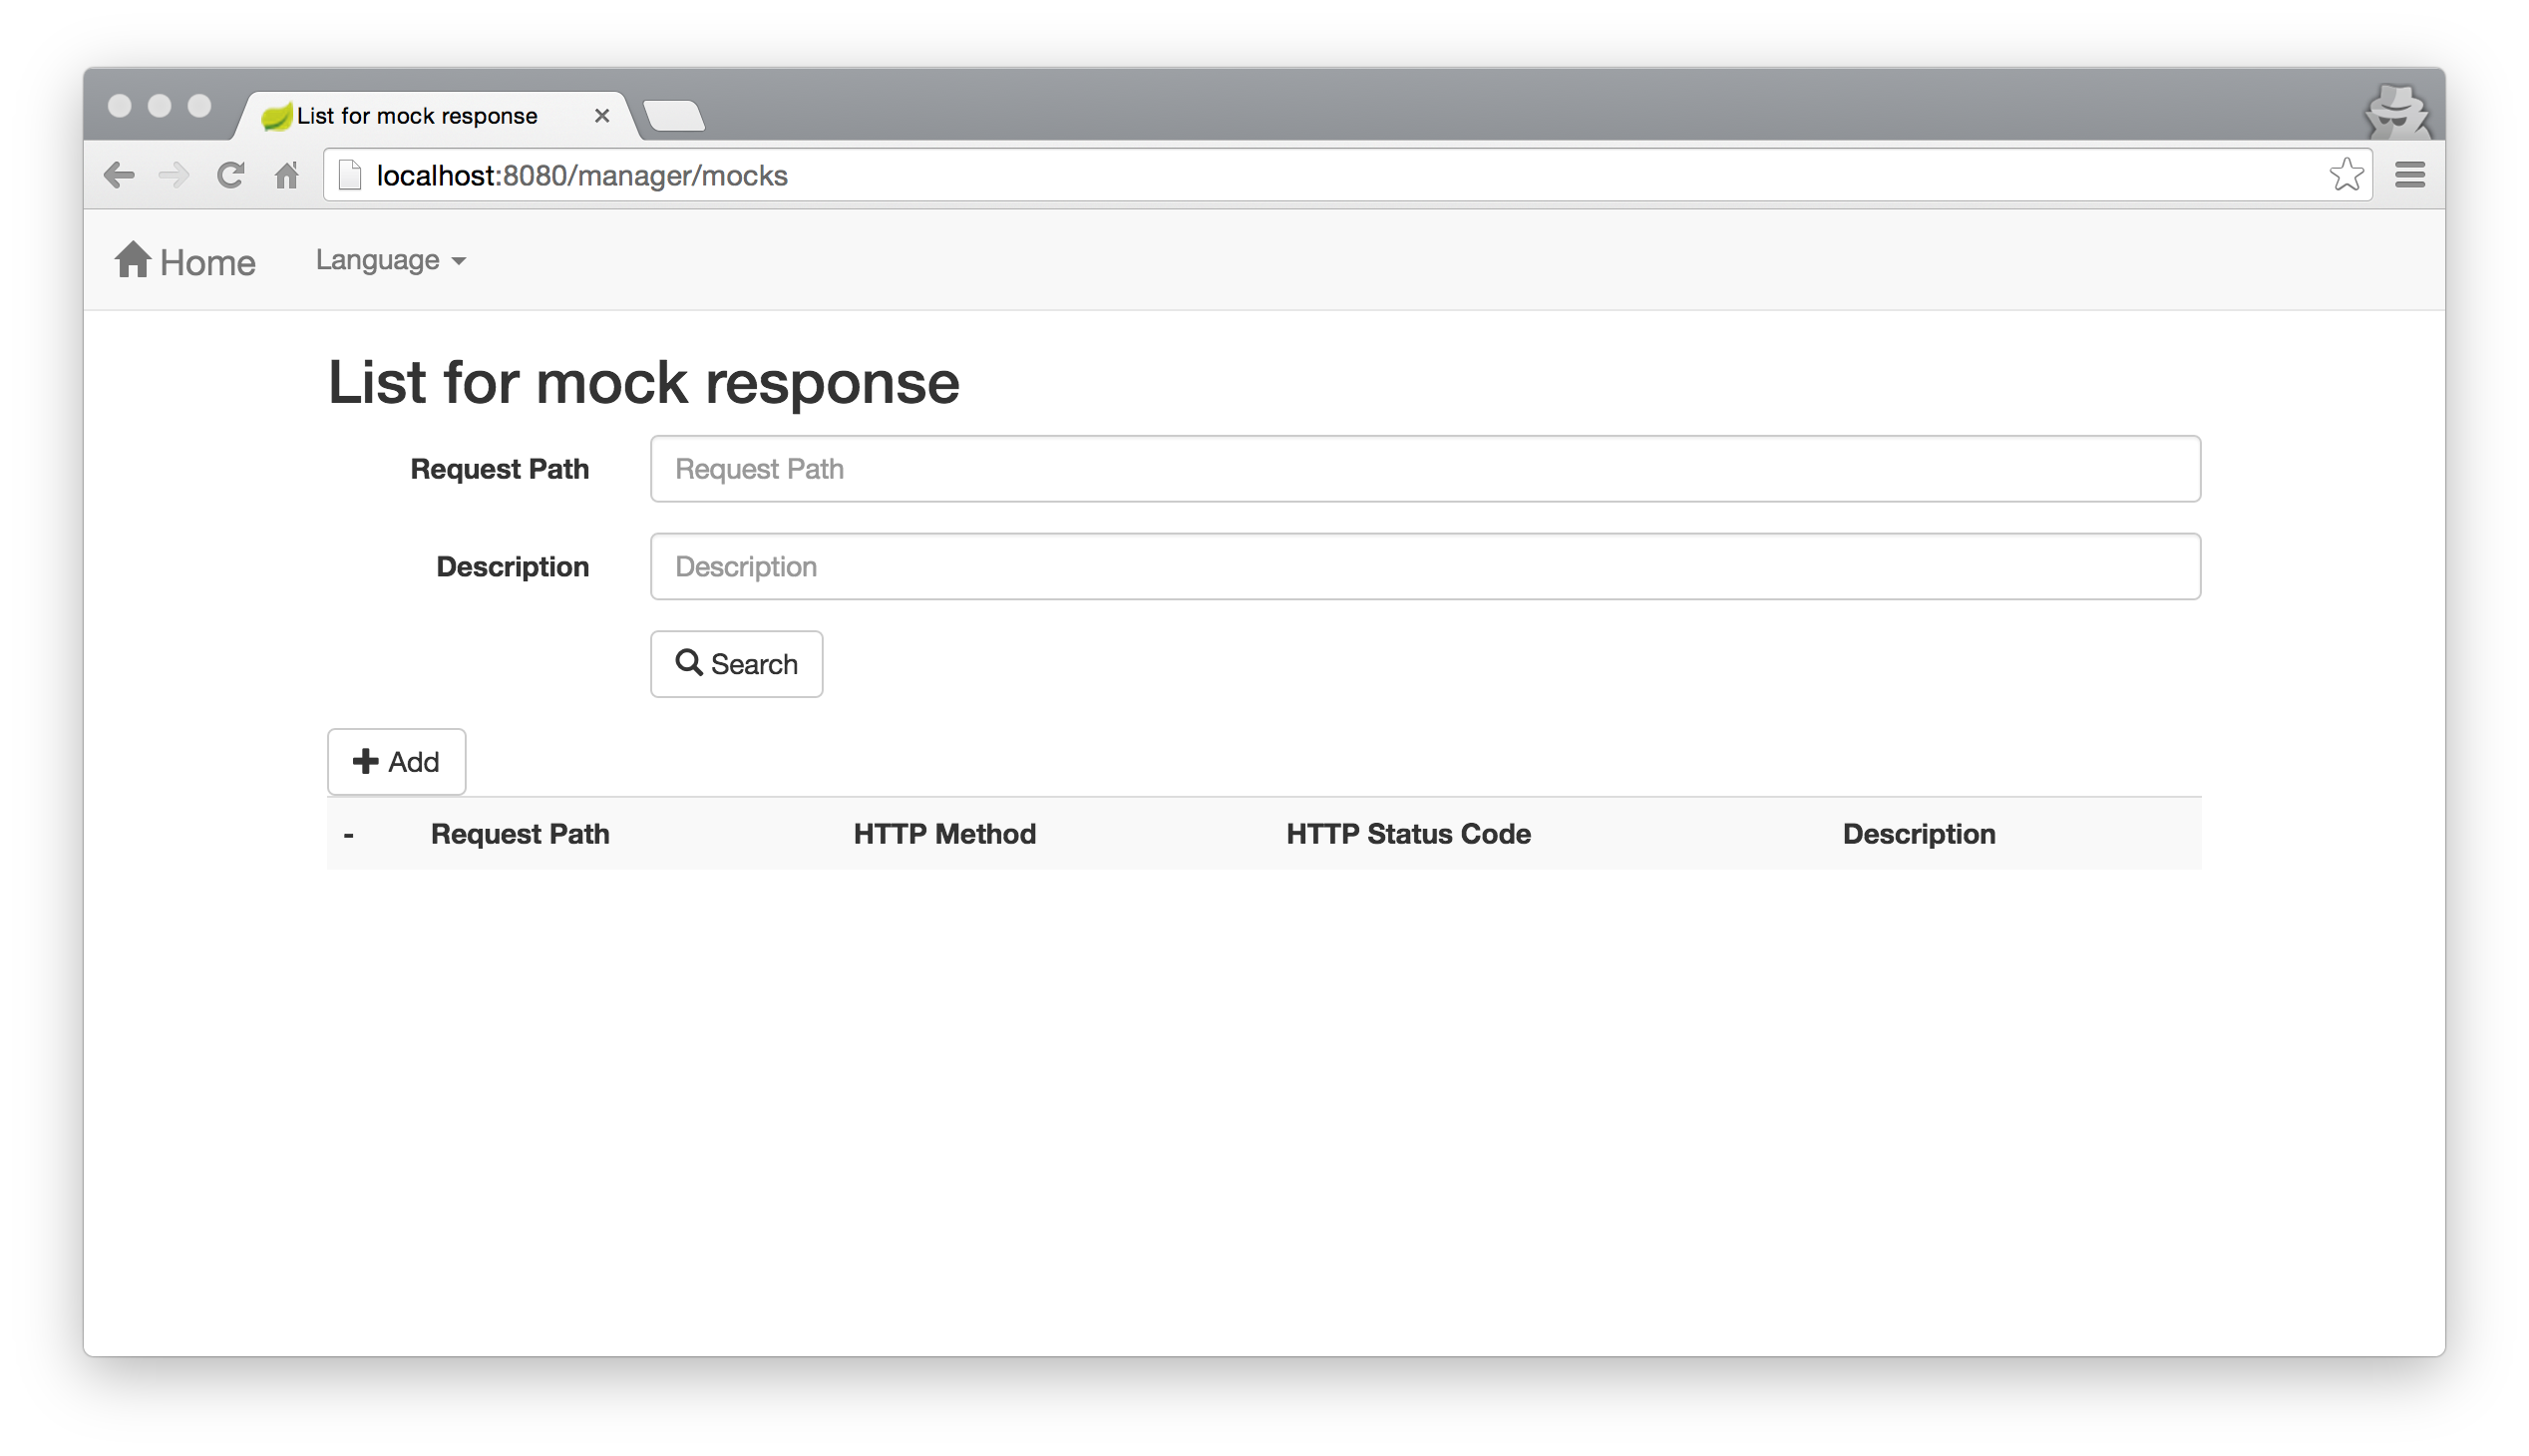 List for mock response
localhost:8080/manager/mocks
Home Language
List for mock response
Request Path Request Path
Description Description
Search
Add
- Request Path HTTP Method HTTP Status Code Description